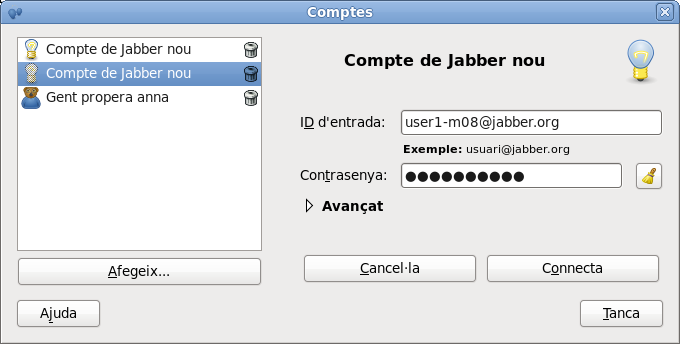 Comptes
Compte de Jabber nou
Compte de Jabber nou
Gent propera anna
Afegeix...
Ajuda
Compte de Jabber nou
ID d'entrada: user1-m08@jabber.org
Exemple: usuari@jabber.org
Contrasenya: ●●●●●●●●●●
Avançat
Cancel·la
Connecta
Tanca